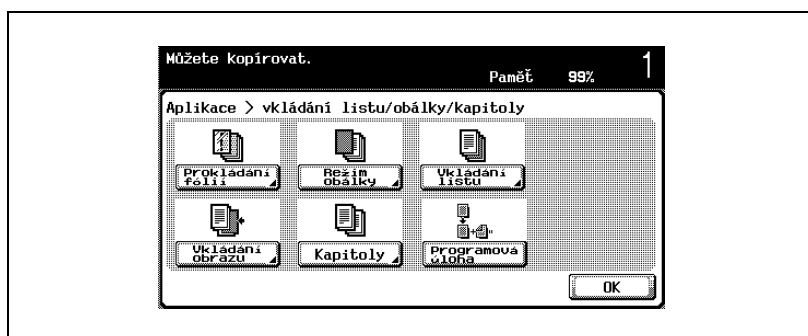 Můžete kopírovat.
1
Paměť 99%
Aplikace > vkládání listu/obálky/kapitoly
Prokládání
fólií
Režim
obálky
Vkládání
listu
Vkládání
obrazu
Kapitoly
Programová
úloha
OK